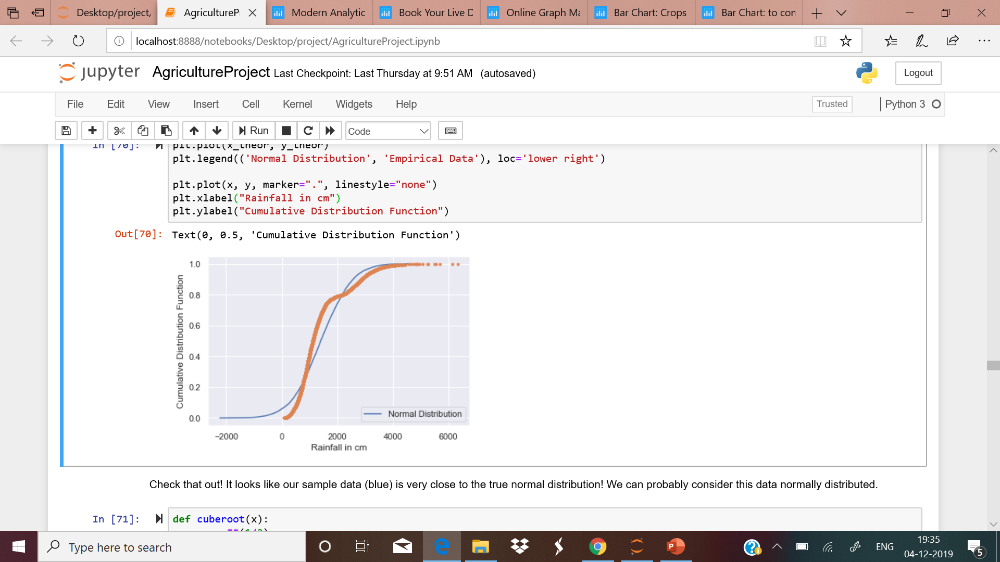 Desktop/project,
AgricultureP
Modern Analytic
Book Your Live D
Online Graph Ma
Bar Chart: Crops
Bar Chart: to con
localhost:8888/notebooks/Desktop/project/AgricultureProject.ipynb
jupyter AgricultureProject Last Checkpoint: Last Thursday at 9:51 AM (autosaved)
Logout
File Edit View Insert Cell Kernel Widgets Help
Trusted
Python 3
Run
Code
In [70]:
plt.plot(x_theor, y_theor)
plt.legend(('Normal Distribution', 'Empirical Data'), loc='lower right')
plt.plot(x, y, marker=".", linestyle="none")
plt.xlabel("Rainfall in cm")
plt.ylabel("Cumulative Distribution Function")
Out[70]: Text(0, 0.5, 'Cumulative Distribution Function')
Cumulative Distribution Function
1.0
0.8
0.6
0.4
0.2
0.0
Normal Distribution
−2000 0 2000 4000 6000
Rainfall in cm
Check that out! It looks like our sample data (blue) is very close to the true normal distribution! We can probably consider this data normally distributed.
In [71]:
def cuberoot(x):
Type here to search
P
ENG
19:35
04-12-2019
5